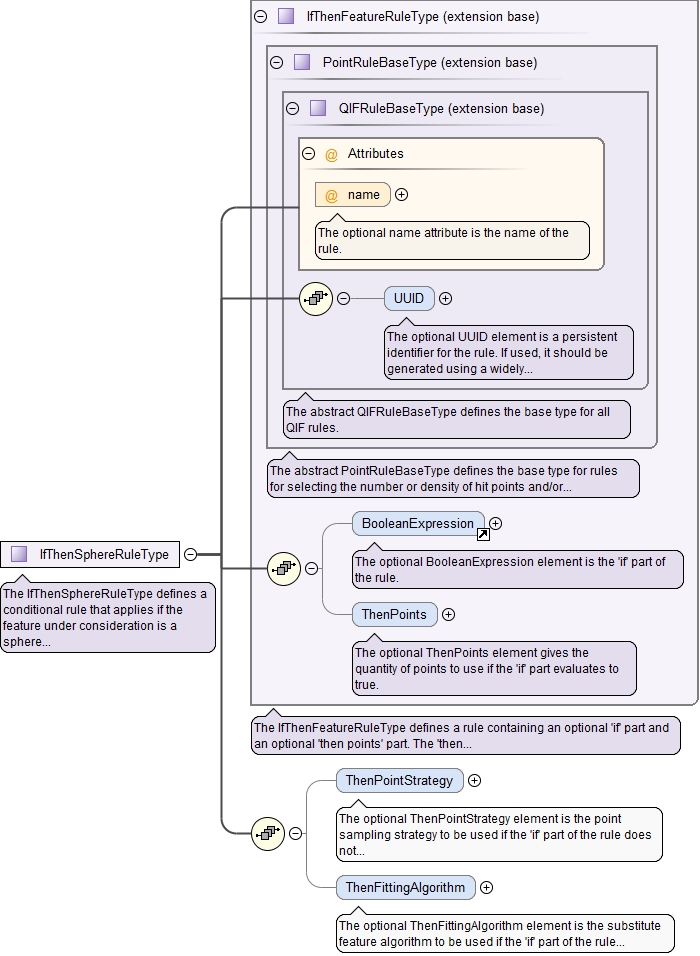 IfThenFeatureRuleType (extension base)
PointRuleBaseType (extension base)
QIFRuleBaseType (extension base)
@ Attributes
@ name
The optional name attribute is the name of the
rule.
UUID
The optional UUID element is a persistent
identifier for the rule. If used, it should be
generated using a widely...
The abstract QIFRuleBaseType defines the base type for all
QIF rules.
The abstract PointRuleBaseType defines the base type for rules
for selecting the number or density of hit points and/or...
BooleanExpression
The optional BooleanExpression element is the 'if' part of
the rule.
IfThenSphereRuleType
The IfThenSphereRuleType defines a
conditional rule that applies if the
feature under consideration is a
sphere...
ThenPoints
The optional ThenPoints element gives the
quantity of points to use if the 'if' part evaluates to
true.
The IfThenFeatureRuleType defines a rule containing an optional 'if' part and
an optional 'then points' part. The 'then...
ThenPointStrategy
The optional ThenPointStrategy element is the point
sampling strategy to be used if the 'if' part of the rule does
not...
ThenFittingAlgorithm
The optional ThenFittingAlgorithm element is the substitute
feature algorithm to be used if the 'if' part of the rule...